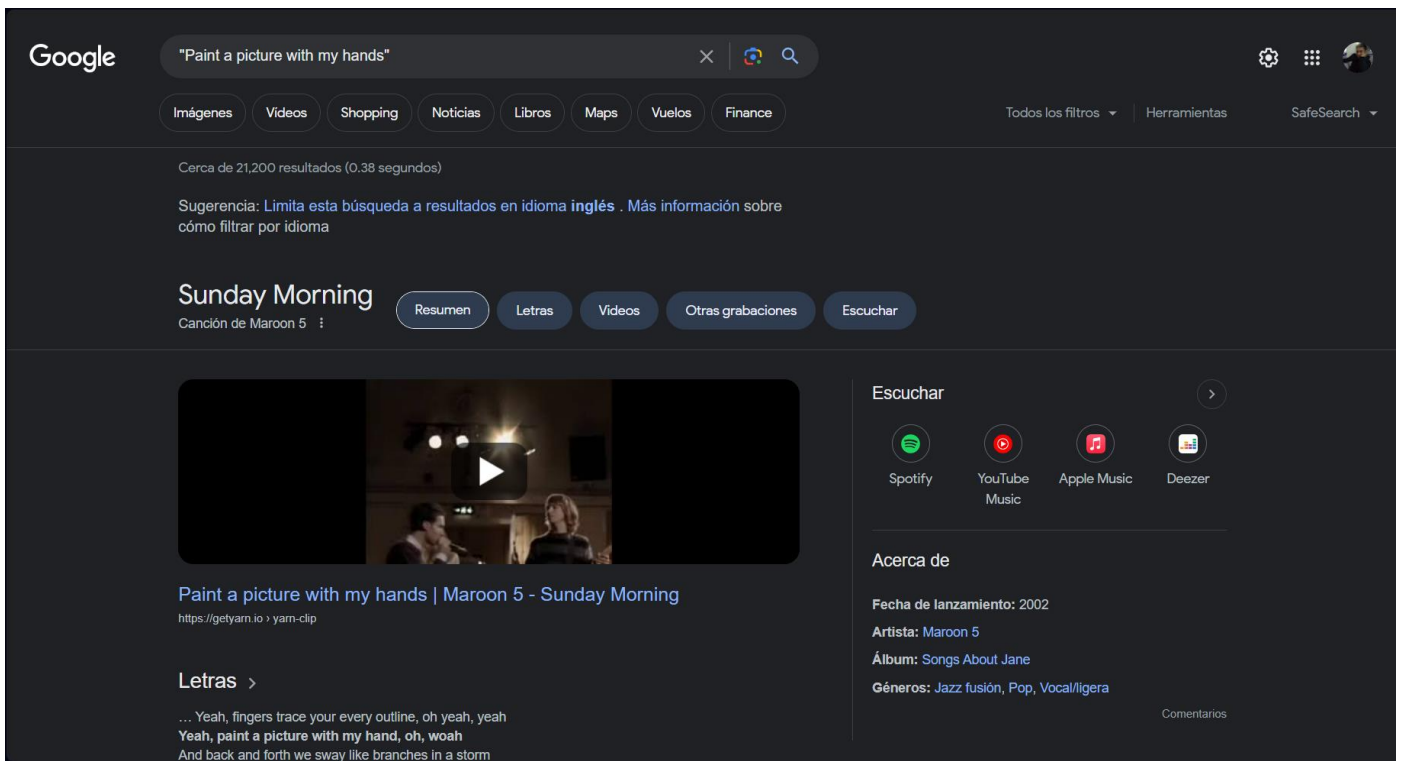 Google
"Paint a picture with my hands"
Imágenes
Videos
Shopping
Noticias
Libros
Maps
Vuelos
Finance
Todos los filtros
Herramientas
SafeSearch
Cerca de 21,200 resultados (0.38 segundos)
Sugerencia: Limita esta búsqueda a resultados en idioma inglés . Más información sobre
cómo filtrar por idioma
Sunday Morning
Canción de Maroon 5
Resumen
Letras
Videos
Otras grabaciones
Escuchar
Paint a picture with my hands | Maroon 5 - Sunday Morning
https://getyarn.io › yarn-clip
Letras
… Yeah, fingers trace your every outline, oh yeah, yeah
Yeah, paint a picture with my hand, oh, woah
And back and forth we sway like branches in a storm
Escuchar
Spotify
YouTube
Music
Apple Music
Deezer
Acerca de
Fecha de lanzamiento: 2002
Artista: Maroon 5
Álbum: Songs About Jane
Géneros: Jazz fusión, Pop, Vocal/ligera
Comentarios